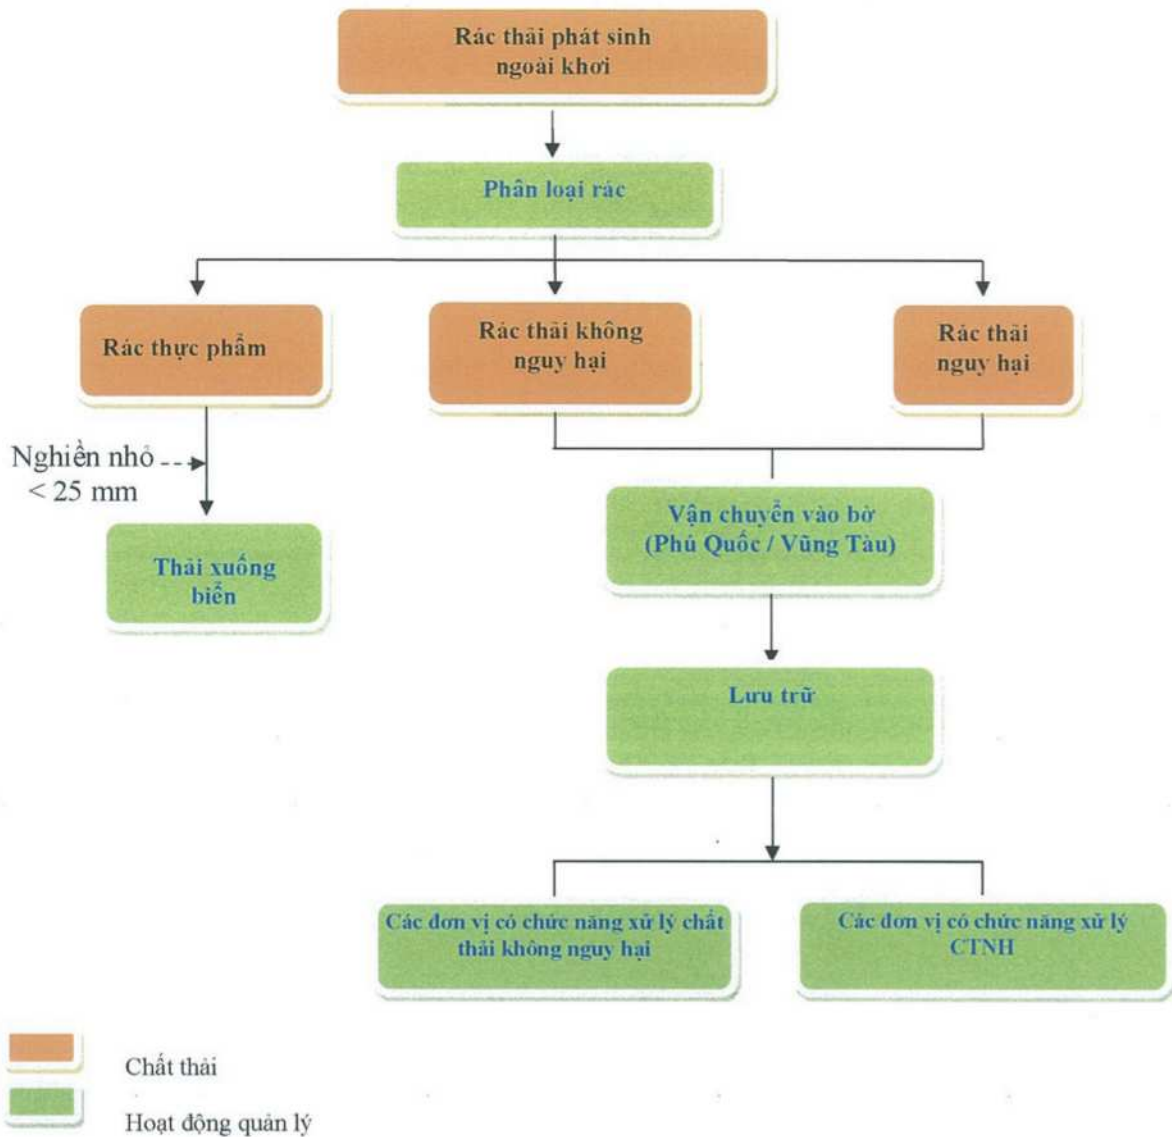 Rác thải phát sinh
ngoài khơi
Phân loại rác
Rác thực phẩm
Rác thải không
nguy hại
Rác thải
nguy hại
Nghiền nhỏ
< 25 mm
Thải xuống
biển
Vận chuyển vào bờ
(Phú Quốc / Vũng Tàu)
Lưu trữ
Các đơn vị có chức năng xử lý chất
thải không nguy hại
Các đơn vị có chức năng xử lý
CTNH
Chất thải
Hoạt động quản lý